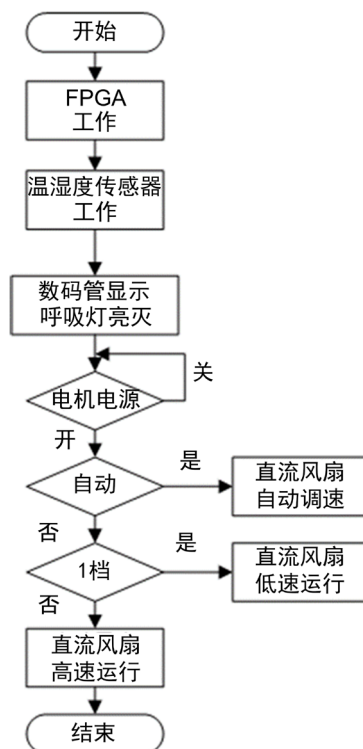 开始
FPGA
工作
温湿度传感器
工作
数码管显示
呼吸灯亮灭
关
电机电源
开
是
自动
直流风扇
自动调速
否
是
1档
直流风扇
低速运行
否
直流风扇
高速运行
结束